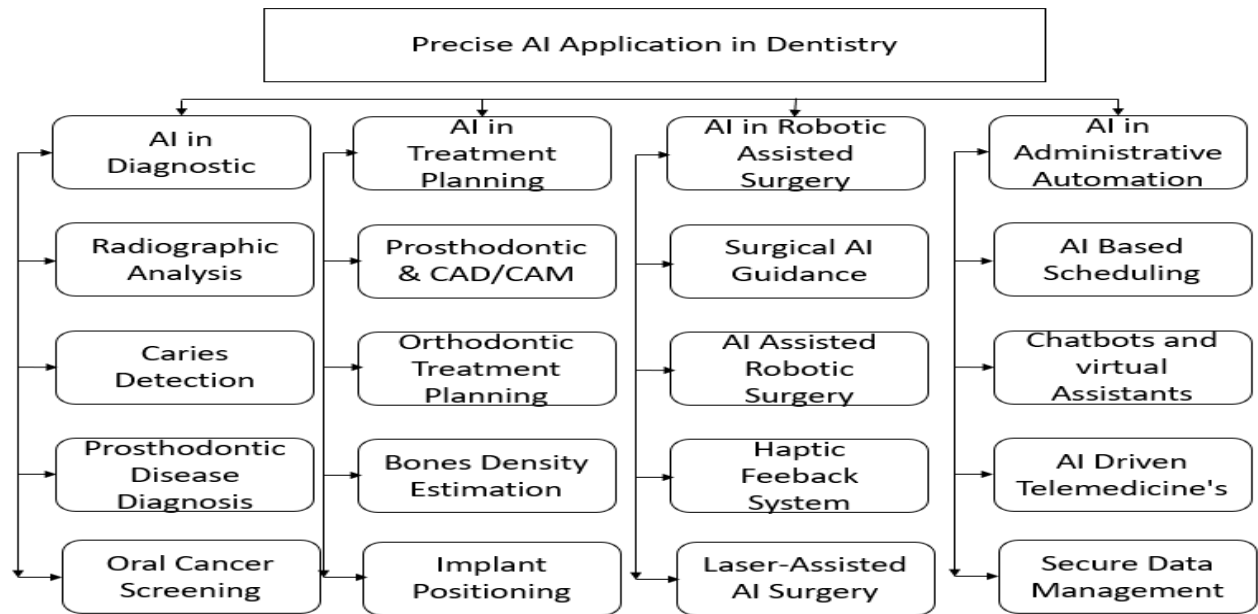 Precise AI Application in Dentistry
AI in
Diagnostic
Radiographic
Analysis
Caries
Detection
Prosthodontic
Disease
Diagnosis
Oral Cancer
Screening
AI in
Treatment
Planning
Prosthodontic
& CAD/CAM
Orthodontic
Treatment
Planning
Bones Density
Estimation
Implant
Positioning
AI in Robotic
Assisted
Surgery
Surgical AI
Guidance
AI Assisted
Robotic
Surgery
Haptic
Feeback
System
Laser-Assisted
AI Surgery
AI in
Administrative
Automation
AI Based
Scheduling
Chatbots and
virtual
Assistants
AI Driven
Telemedicine's
Secure Data
Management